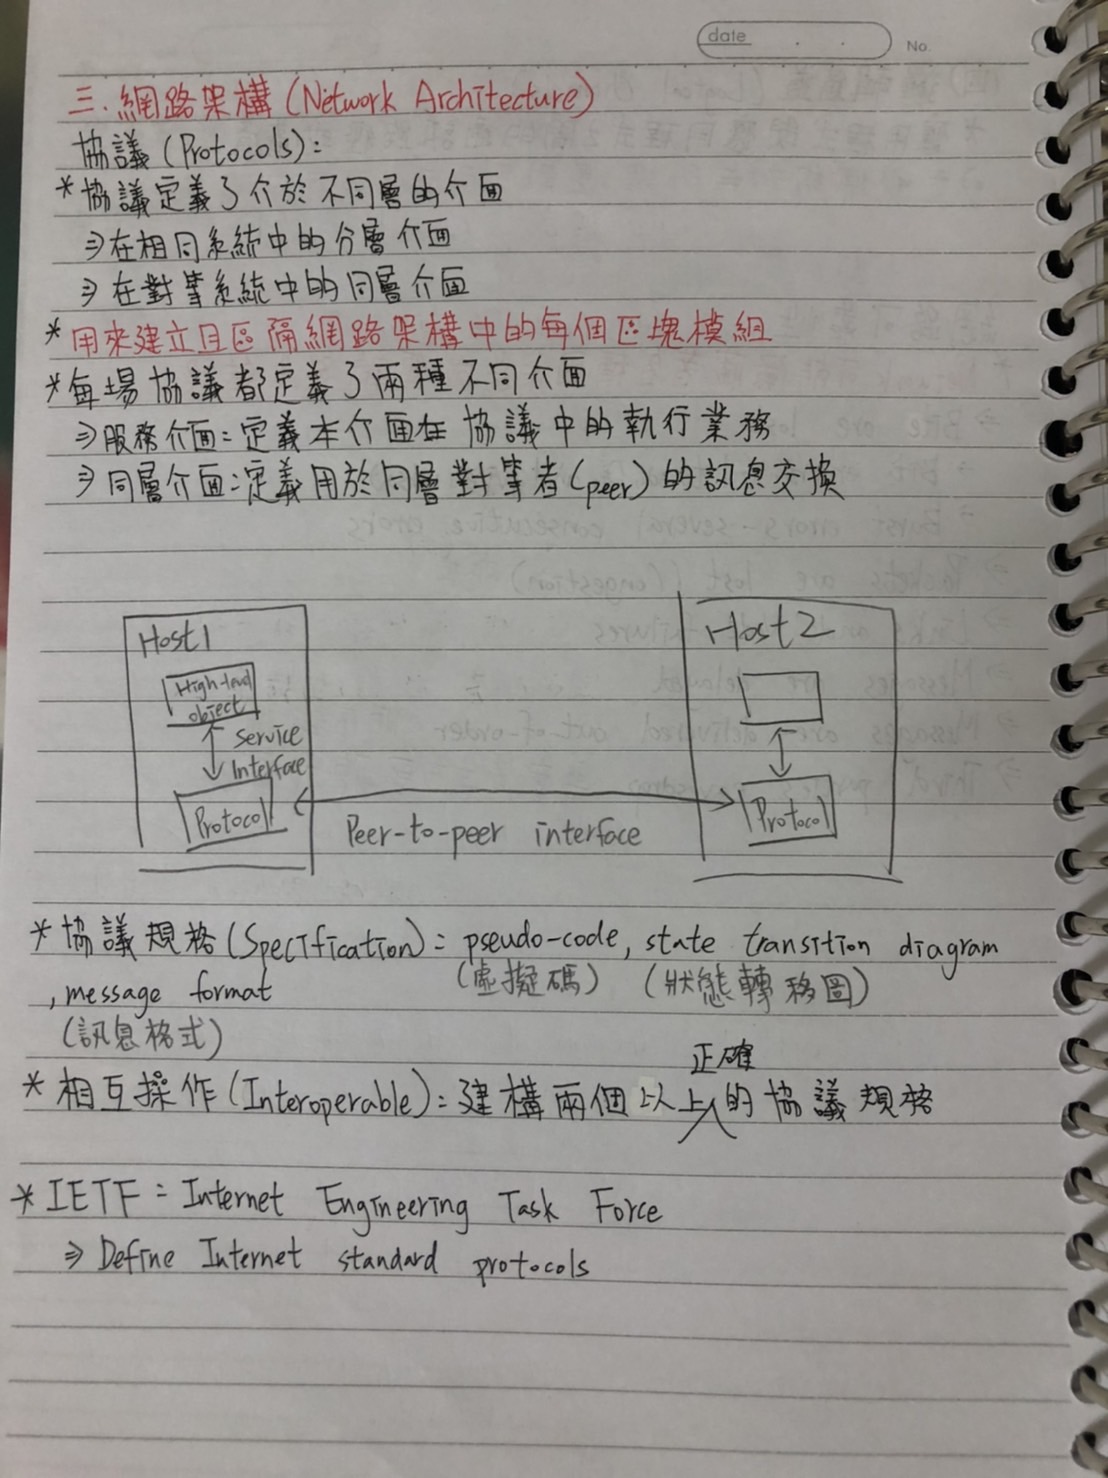 date
No.
三.網路架構(Network Architecture)
協議(Protocols):
*協議定義了介於不同層的介面
⇒在相同系統中的分層介面
⇒在對等系統中的同層介面
*用來建立且區隔網路架構中的每個區塊模組
*每場協議都定義了兩種不同介面
⇒服務介面:定義本介面在協議中的執行業務
⇒同層介面:定義用於同層對等者(peer)的訊息交換
Host1
Host2
High-level
object
service
Interface
Protocol
Protocol
Peer-to-peer interface
*協議規格(Specification):pseudo-code, state transition diagram
(虛擬碼) (狀態轉移圖)
, message format
(訊息格式)
正確
*相互操作(Interoperable):建構兩個以上的協議規格
*IETF:Internet Engineering Task Force
⇒Define Internet standard protocols